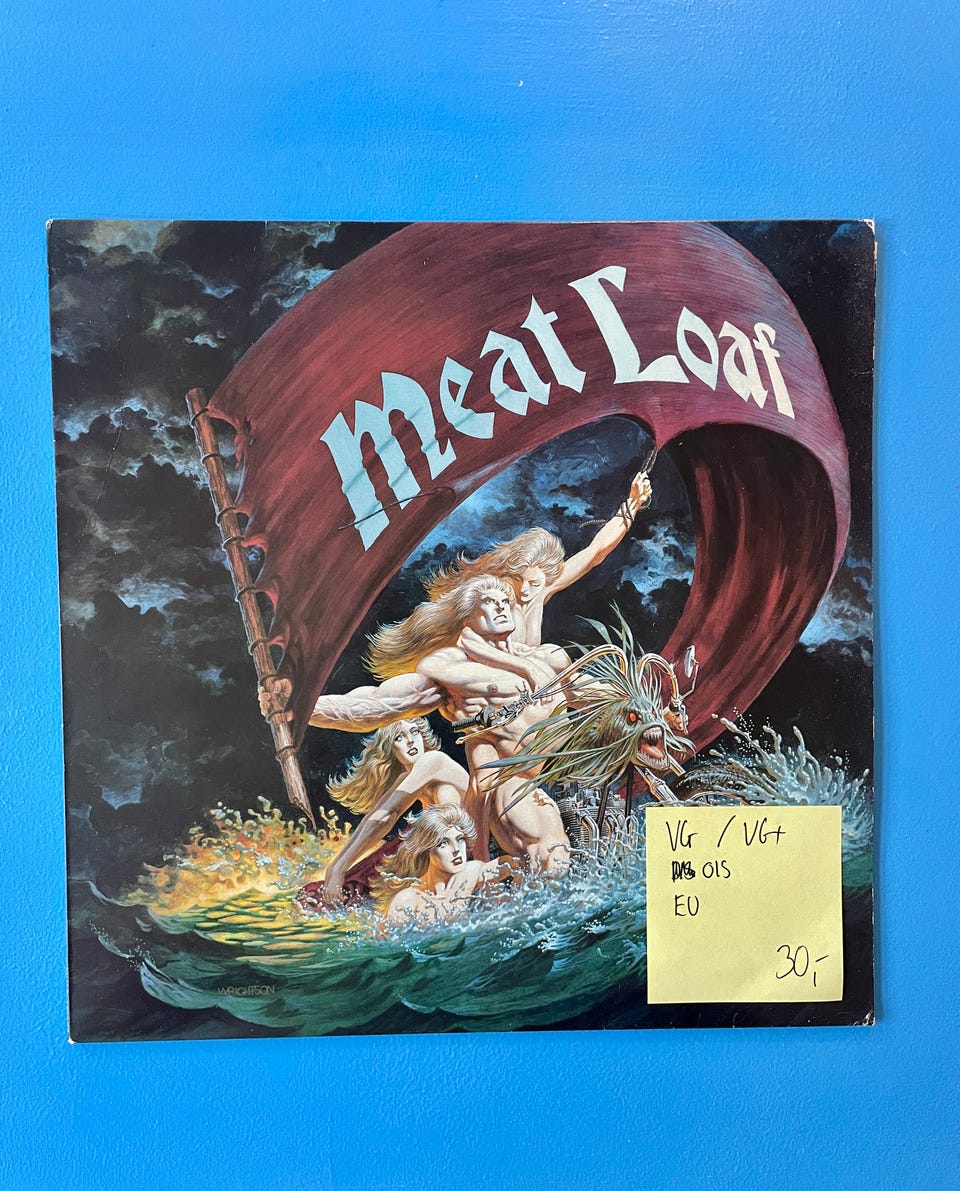 Meat Loaf
VG / VG+
OIS
EU
30,-
WRIGHTSON